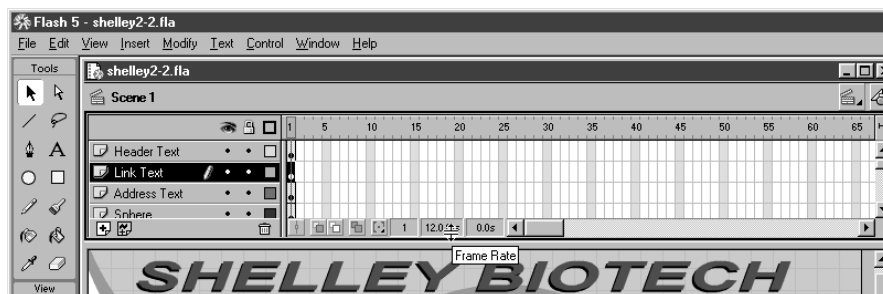 Flash 5 - shelley2-2.fla
File Edit View Insert Modify Text Control Window Help
Tools
shelley2-2.fla
Scene 1
1 5 10 15 20 25 30 35 40 45 50 55 60 65
Header Text
Link Text
Address Text
Sphere
1 12.0 fps 0.0s
Frame Rate
SHELLEY BIOTECH
View